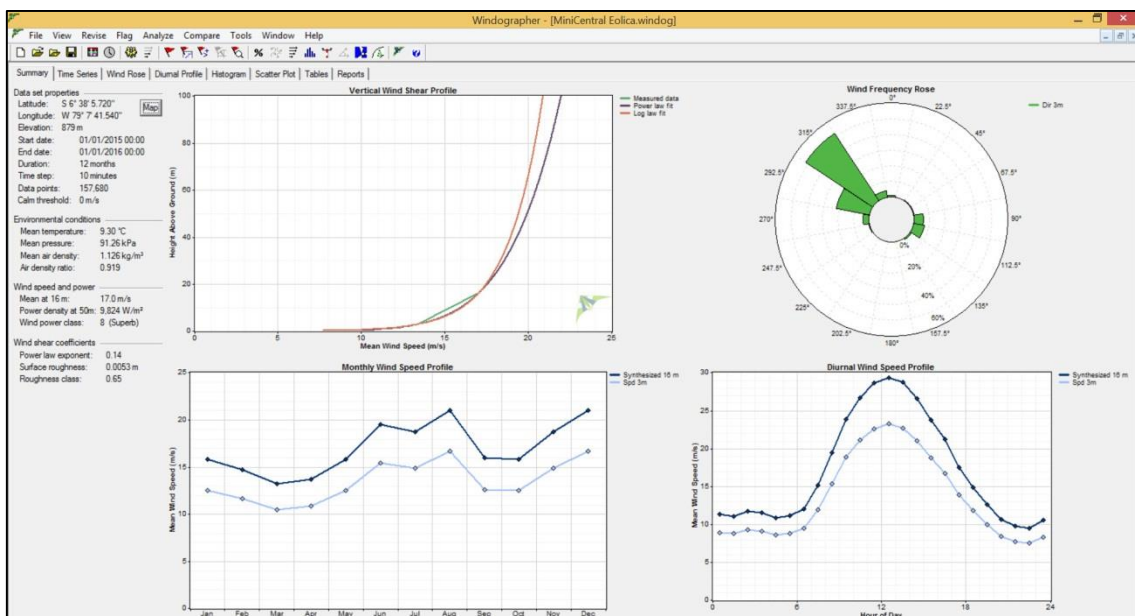 Windographer - [MiniCentral Eolica.windog]
File View Revise Flag Analyze Compare Tools Window Help
Summary Time Series Wind Rose Diurnal Profile Histogram Scatter Plot Tables Reports
Data set properties
Latitude: S 6° 38' 5.720"
Longitude: W 79° 7' 41.540"
Map
Elevation: 879 m
Start date: 01/01/2015 00:00
End date: 01/01/2016 00:00
Duration: 12 months
Time step: 10 minutes
Data points: 157,680
Calm threshold: 0 m/s
Environmental conditions
Mean temperature: 9.30 °C
Mean pressure: 91.26 kPa
Mean air density: 1.126 kg/m³
Air density ratio: 0.919
Wind speed and power
Mean at 16 m: 17.0 m/s
Power density at 50m: 9,824 W/m²
Wind power class: 8 (Superb)
Wind shear coefficients
Power law exponent: 0.14
Surface roughness: 0.0053 m
Roughness class: 0.65
Vertical Wind Shear Profile
Measured data
Power law fit
Log law fit
Height Above Ground (m)
100
80
60
40
20
0
0 5 10 15 20 25
Mean Wind Speed (m/s)
Wind Frequency Rose
Dir 3m
0°
22.5°
45°
67.5°
90°
112.5°
135°
157.5°
180°
202.5°
225°
247.5°
270°
292.5°
315°
337.5°
0%
20%
40%
60%
Monthly Wind Speed Profile
Synthesized 16 m
Spd 3m
Mean Wind Speed (m/s)
25
20
15
10
5
0
Jan Feb Mar Apr May Jun Jul Aug Sep Oct Nov Dec
Diurnal Wind Speed Profile
Synthesized 16 m
Spd 3m
Mean Wind Speed (m/s)
30
25
20
15
10
5
0
0 6 12 18 24
Hour of Day